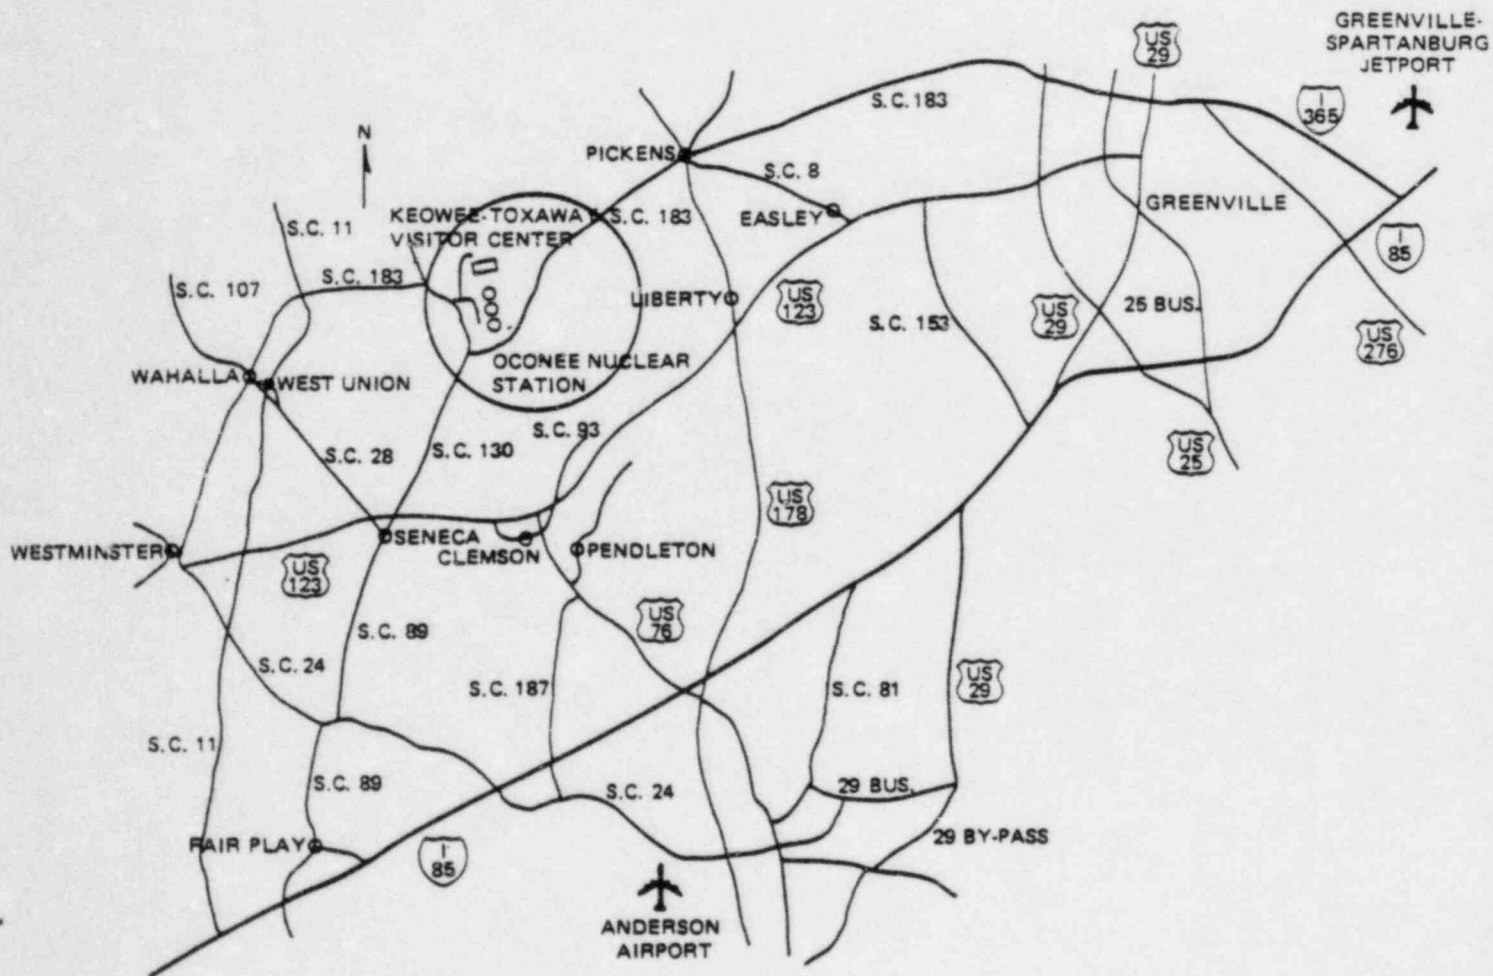 GREENVILLE-
SPARTANBURG
JETPORT
US
29
I
365
S.C. 183
N
PICKENS
S.C. 8
KEOWEE-TOXAWA
VISITOR CENTER
S.C. 183
EASLEY
GREENVILLE
S.C. 11
I
85
S.C. 183
S.C. 107
LIBERTY
US
123
S.C. 153
US
29
25 BUS.
US
276
OCONEE NUCLEAR
STATION
WAHALLA
WEST UNION
S.C. 93
S.C. 28
S.C. 130
US
25
US
178
WESTMINSTER
SENECA
CLEMSON
PENDLETON
US
123
US
76
S.C. 89
S.C. 24
S.C. 187
S.C. 81
US
29
S.C. 11
S.C. 89
S.C. 24
29 BUS.
29 BY-PASS
FAIR PLAY
I
85
ANDERSON
AIRPORT